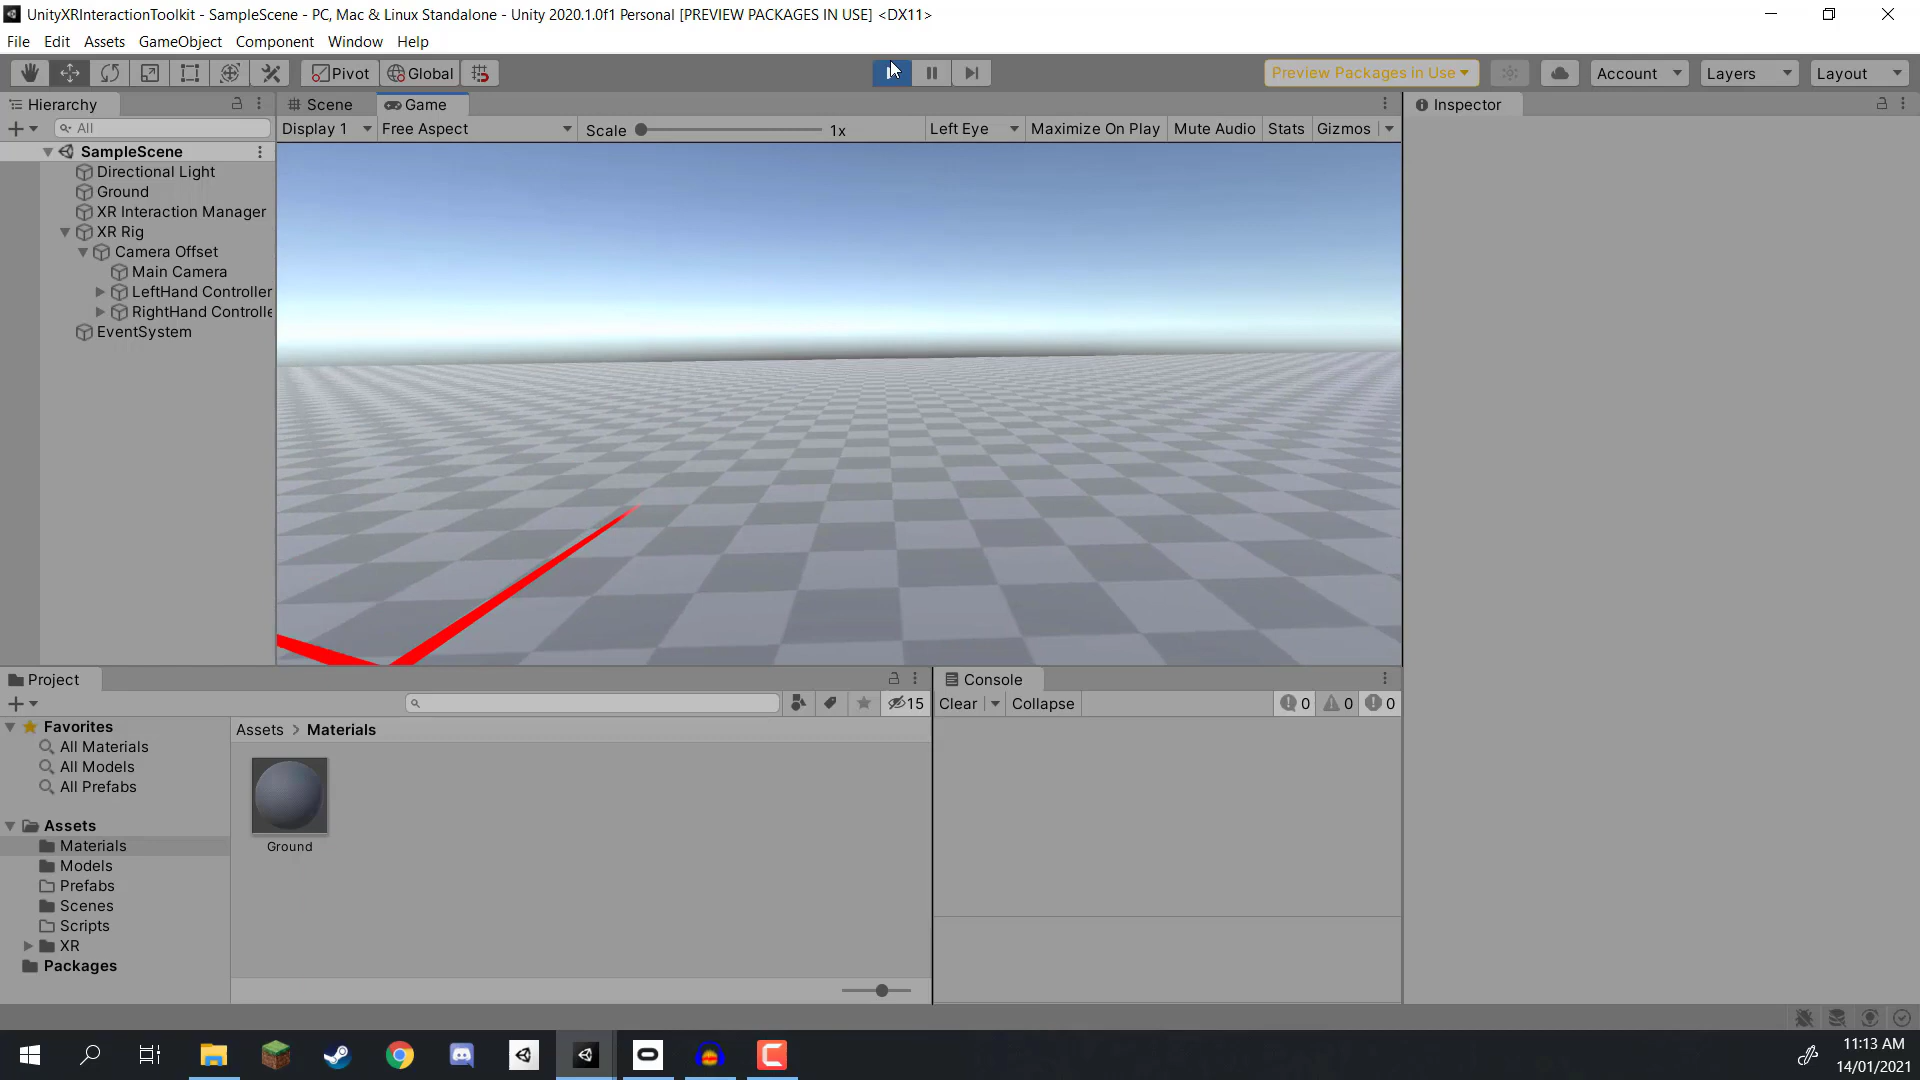 UnityXRInteractionToolkit - SampleScene - PC, Mac & Linux Standalone - Unity 2020.1.0f1 Personal [PREVIEW PACKAGES IN USE] <DX11>
File Edit Assets GameObject Component Window Help
Pivot Global Preview Packages in Use Account Layers Layout
Hierarchy Scene Game Inspector
All Display 1 Free Aspect Scale 1x Left Eye Maximize On Play Mute Audio Stats Gizmos
SampleScene
Directional Light
Ground
XR Interaction Manager
XR Rig
Camera Offset
Main Camera
LeftHand Controller
RightHand Controlle
EventSystem
Project Console
15 Clear Collapse 0 0 0
Favorites Assets > Materials
All Materials
All Models
All Prefabs
Assets
Materials Ground
Models
Prefabs
Scenes
Scripts
XR
Packages
11:13 AM
14/01/2021